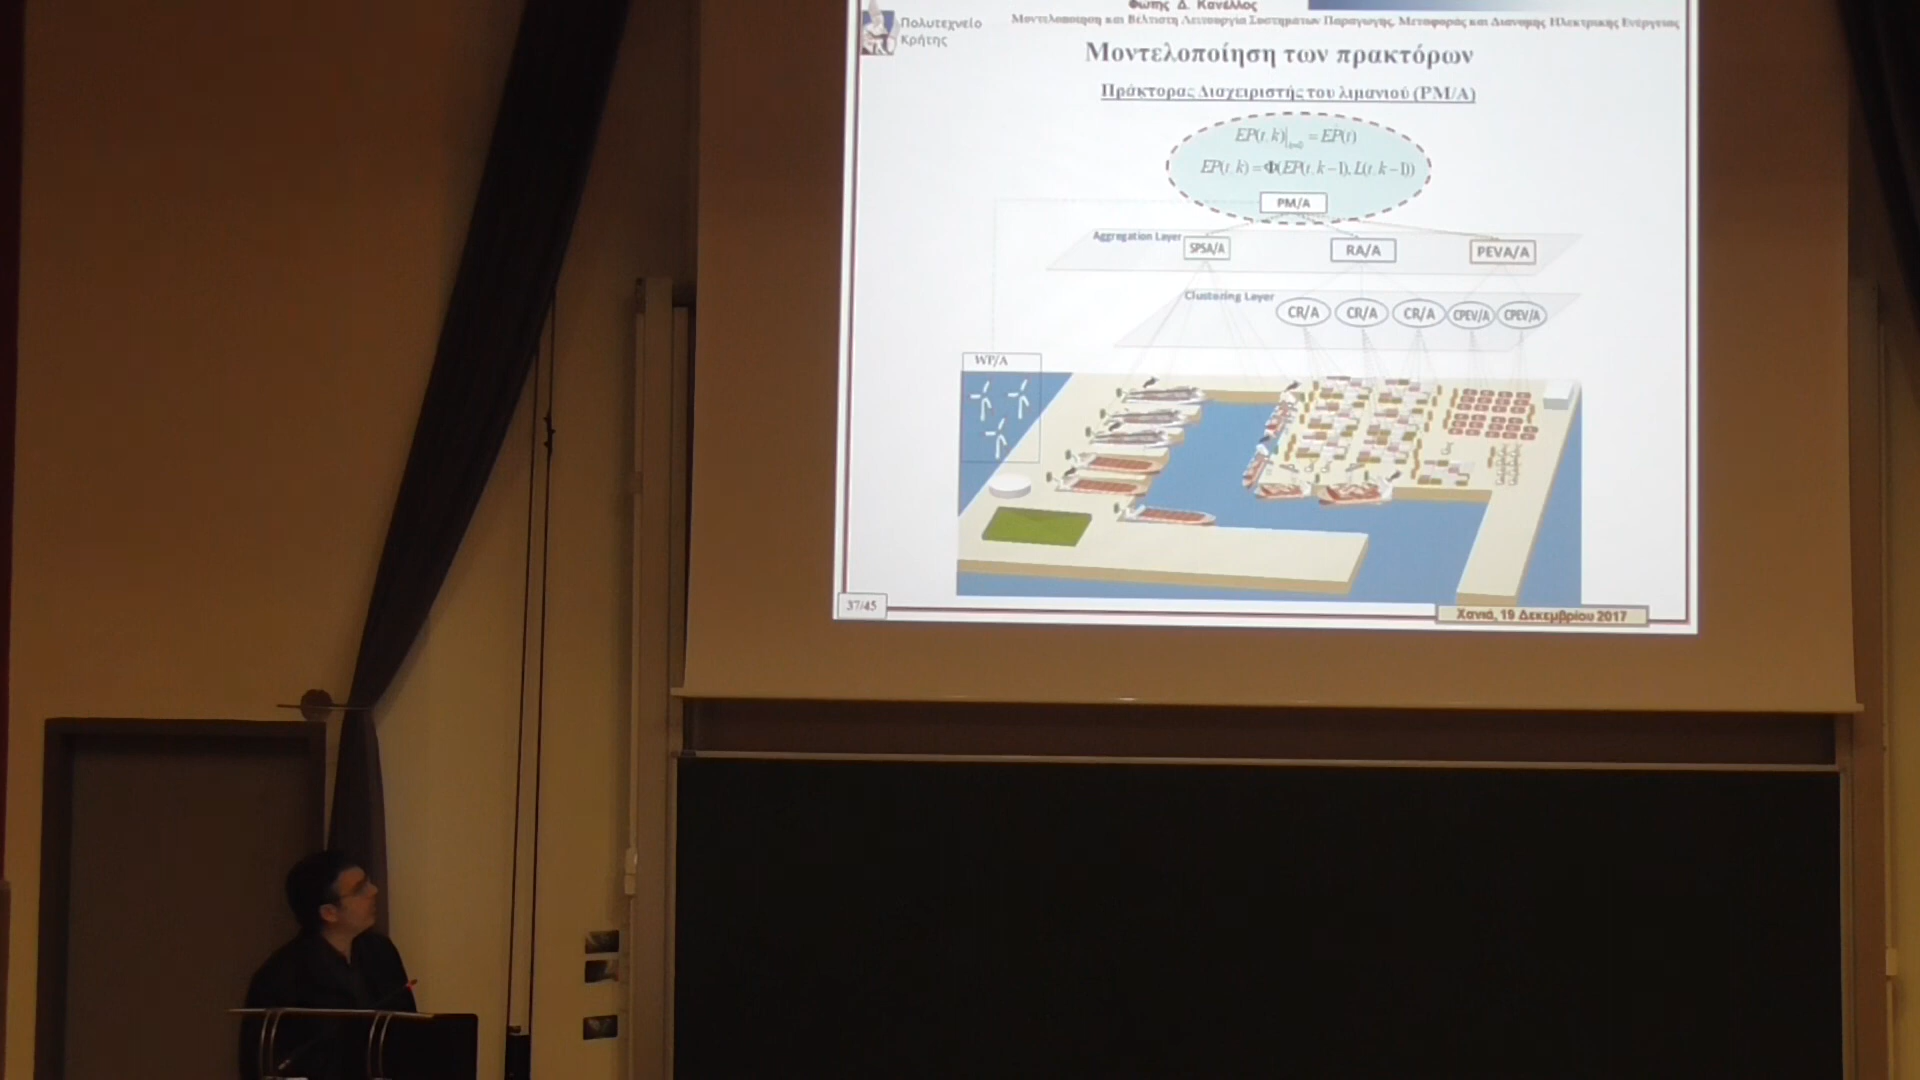 Φώτης Δ. Κανέλλος
Πολυτεχνείο
Κρήτης
Μοντελοποίηση και Βέλτιστη Λειτουργία Συστημάτων Παραγωγής, Μεταφοράς και Διανομής Ηλεκτρικής Ενέργειας
Μοντελοποίηση των πρακτόρων
Πράκτορας Διαχειριστής του λιμανιού (PM/A)
EP(t,k)|k=0 = EP(t)
EP(t,k) = Φ(EP(t,k−1), L(t,k−1))
PM/A
Aggregation Layer
SPSA/A
RA/A
PEVA/A
Clustering Layer
CR/A
CR/A
CR/A
CPEV/A
CPEV/A
WP/A
37/45
Χανιά, 19 Δεκεμβρίου 2017